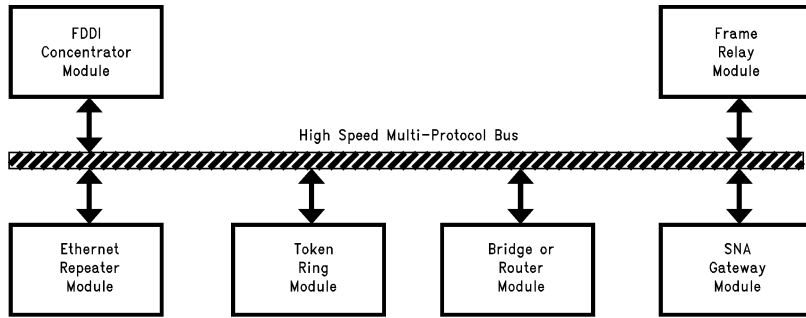 FDDI
Concentrator
Module
Frame
Relay
Module
High Speed Multi-Protocol Bus
Ethernet
Repeater
Module
Token
Ring
Module
Bridge or
Router
Module
SNA
Gateway
Module